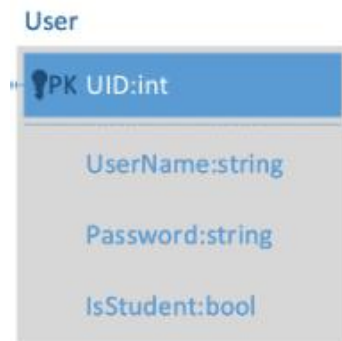 User
PK UID:int
UserName:string
Password:string
IsStudent:bool